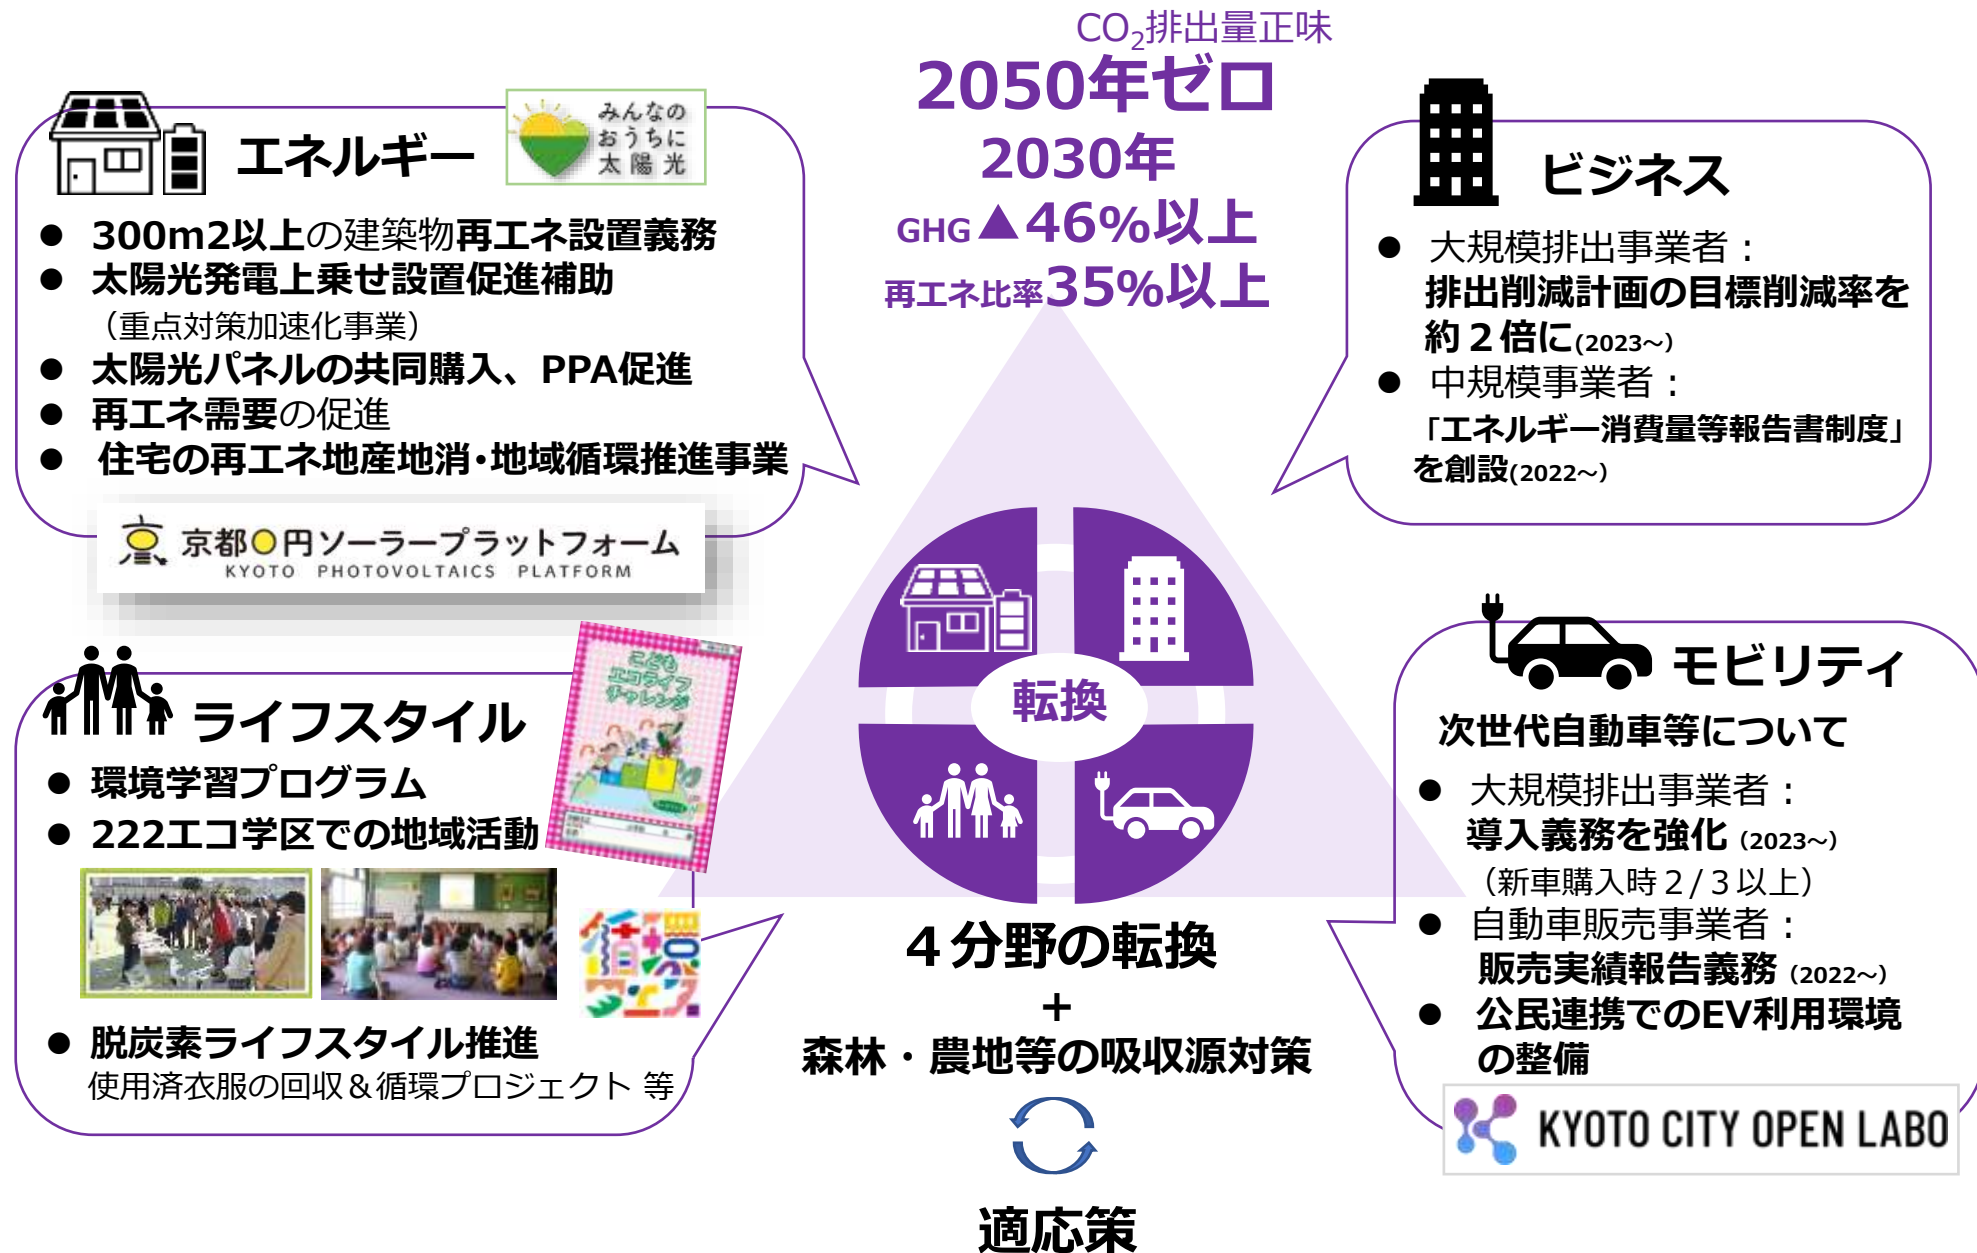 CO₂排出量正味
2050年ゼロ
2030年
GHG▲46%以上
再エネ比率35%以上
エネルギー
みんなの
おうちに
太陽光
● 300m2以上の建築物再エネ設置義務
● 太陽光発電上乗せ設置促進補助
（重点対策加速化事業）
● 太陽光パネルの共同購入、PPA促進
● 再エネ需要の促進
● 住宅の再エネ地産地消・地域循環推進事業
京都0円ソーラープラットフォーム
KYOTO PHOTOVOLTAICS PLATFORM
ビジネス
● 大規模排出事業者：
排出削減計画の目標削減率を
約２倍に(2023～)
● 中規模事業者：
「エネルギー消費量等報告書制度」
を創設(2022～)
転換
ライフスタイル
こども
エコライフ
チャレンジ
● 環境学習プログラム
● 222エコ学区での地域活動
● 脱炭素ライフスタイル推進
使用済衣服の回収＆循環プロジェクト 等
モビリティ
次世代自動車等について
● 大規模排出事業者：
導入義務を強化（2023～）
（新車購入時２/３以上）
● 自動車販売事業者：
販売実績報告義務（2022～）
● 公民連携でのEV利用環境
の整備
KYOTO CITY OPEN LABO
４分野の転換
+
森林・農地等の吸収源対策
適応策